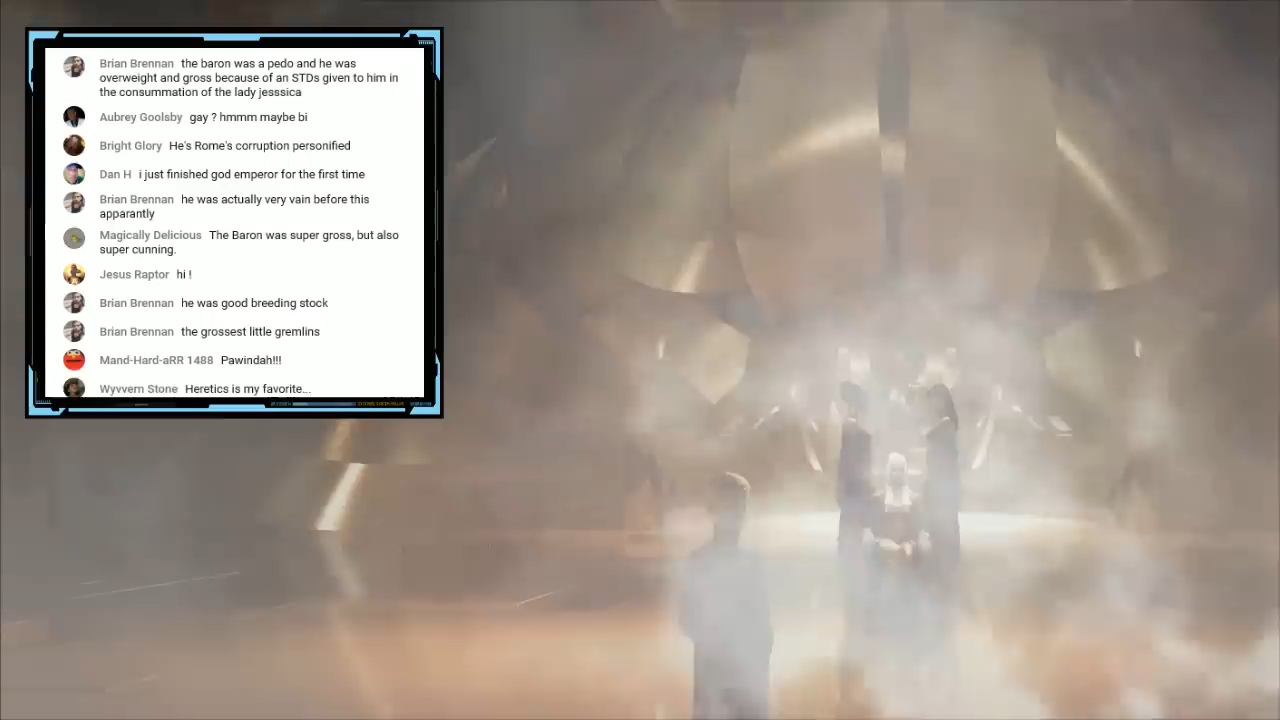 Brian Brennan the baron was a pedo and he was
overweight and gross because of an STDs given to him in
the consummation of the lady jesssica
Aubrey Goolsby gay ? hmmm maybe bi
Bright Glory He's Rome's corruption personified
Dan H i just finished god emperor for the first time
Brian Brennan he was actually very vain before this
apparantly
Magically Delicious The Baron was super gross, but also
super cunning.
Jesus Raptor hi !
Brian Brennan he was good breeding stock
Brian Brennan the grossest little gremlins
Mand-Hard-aRR 1488 Pawindah!!!
Wyvvern Stone Heretics is my favorite...